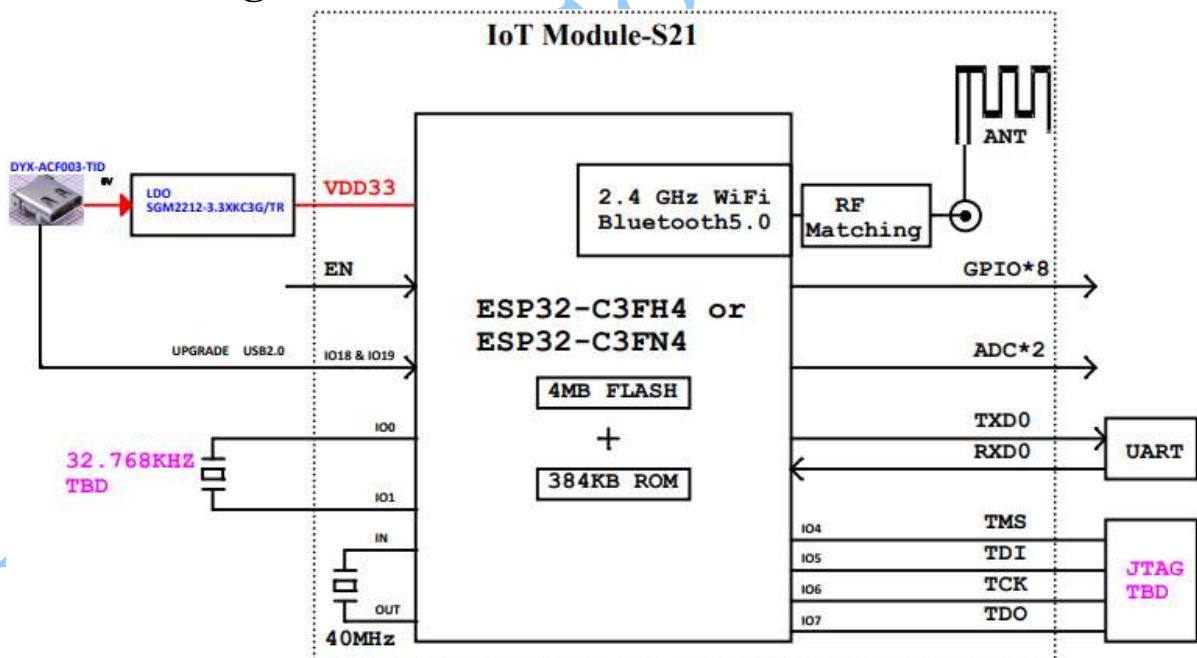 IoT Module-S21
ANT
DYX-ACF003-TID
5V
LDO
SGM2212-3.3XKC3G/TR
VDD33
2.4 GHz WiFi
Bluetooth5.0
RF
Matching
EN
GPIO*8
ESP32-C3FH4 or
ESP32-C3FN4
UPGRADE USB2.0
IO18 & IO19
ADC*2
4MB FLASH
+
384KB ROM
IO0
32.768KHZ
TBD
IO1
TXD0
RXD0
UART
IN
OUT
40MHz
IO4
TMS
IO5
TDI
IO6
TCK
IO7
TDO
JTAG
TBD